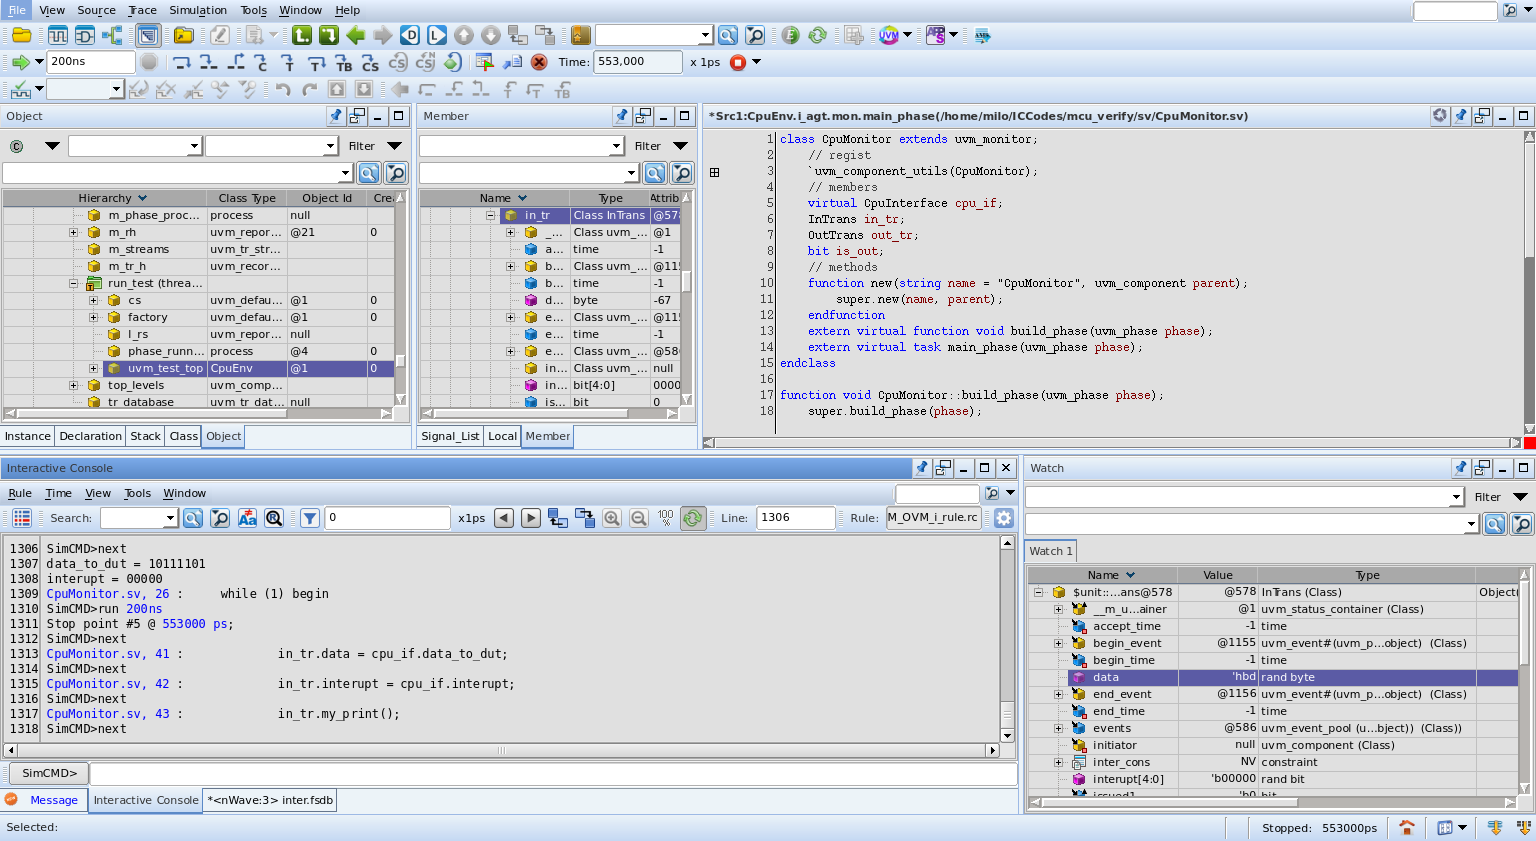 File View Source Trace Simulation Tools Window Help
200ns Time: 553,000 x 1ps
Object
Filter
Hierarchy Class Type Object Id Cre
m_phase_proc... process null
m_rh uvm_repor... @21 0
m_streams uvm_tr_str...
m_tr_h uvm_recor...
run_test (threa...
cs uvm_defau... @1 0
factory uvm_defau... @1 0
l_rs uvm_repor... null
phase_runn... process @4 0
uvm_test_top CpuEnv @1 0
top_levels uvm_comp...
tr_database uvm_tr_dat... null
Instance Declaration Stack Class Object
Member
Filter
Name Type Attrib
in_tr Class InTrans @578
_... Class uvm_... @1
a... time -1
b... Class uvm_... @115
b... time -1
d... byte -67
e... Class uvm_... @115
e... time -1
e... Class uvm_... @586
in... Class uvm_... null
in... bit[4:0] 0000
is... bit 0
Signal_List Local Member
*Src1:CpuEnv.i_agt.mon.main_phase(/home/milo/ICCodes/mcu_verify/sv/CpuMonitor.sv)
1 class CpuMonitor extends uvm_monitor;
2 // regist
3 `uvm_component_utils(CpuMonitor);
4 // members
5 virtual CpuInterface cpu_if;
6 InTrans in_tr;
7 OutTrans out_tr;
8 bit is_out;
9 // methods
10 function new(string name = "CpuMonitor", uvm_component parent);
11 super.new(name, parent);
12 endfunction
13 extern virtual function void build_phase(uvm_phase phase);
14 extern virtual task main_phase(uvm_phase phase);
15 endclass
16
17 function void CpuMonitor::build_phase(uvm_phase phase);
18 super.build_phase(phase);
Interactive Console
Rule Time View Tools Window
Search: 0 x1ps 100 % Line: 1306 Rule: M_OVM_i_rule.rc
1306 SimCMD>next
1307 data_to_dut = 10111101
1308 interupt = 00000
1309 CpuMonitor.sv, 26 : while (1) begin
1310 SimCMD>run 200ns
1311 Stop point #5 @ 553000 ps;
1312 SimCMD>next
1313 CpuMonitor.sv, 41 : in_tr.data = cpu_if.data_to_dut;
1314 SimCMD>next
1315 CpuMonitor.sv, 42 : in_tr.interupt = cpu_if.interupt;
1316 SimCMD>next
1317 CpuMonitor.sv, 43 : in_tr.my_print();
1318 SimCMD>next
SimCMD>
Message Interactive Console *<nWave:3> inter.fsdb
Watch
Filter
Watch 1
Name Value Type
$unit::...ans@578 @578 InTrans (Class) Object(
__m_u...ainer @1 uvm_status_container (Class)
accept_time -1 time
begin_event @1155 uvm_event#(uvm_p...object) (Class)
begin_time -1 time
data 'hbd rand byte
end_event @1156 uvm_event#(uvm_p...object) (Class)
end_time -1 time
events @586 uvm_event_pool (u...bject)) (Class))
initiator null uvm_component (Class)
inter_cons NV constraint
interupt[4:0] 'b00000 rand bit
issued1 'b0 bit
Selected: Stopped: 553000ps